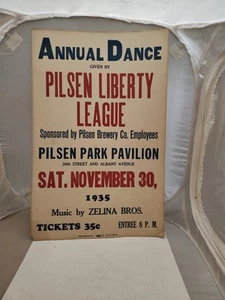 ANNUAL DANCE
GIVEN BY
PILSEN LIBERTY
LEAGUE
Sponsored by Pilsen Brewery Co. Employees
PILSEN PARK PAVILION
26th STREET AND ALBANY AVENUE
SAT. NOVEMBER 30,
1935
Music by ZELINA BROS.
TICKETS 35c ENTREE 8 P. M.